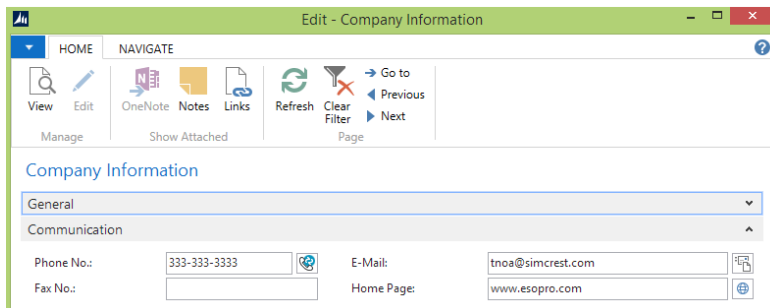 Edit - Company Information
HOME NAVIGATE
View Edit OneNote Notes Links Refresh Clear Filter Go to
Previous
Next
Manage Show Attached Page
Company Information
General
Communication
Phone No.: 333-333-3333 E-Mail: tnoa@simcrest.com
Fax No.: Home Page: www.esopro.com